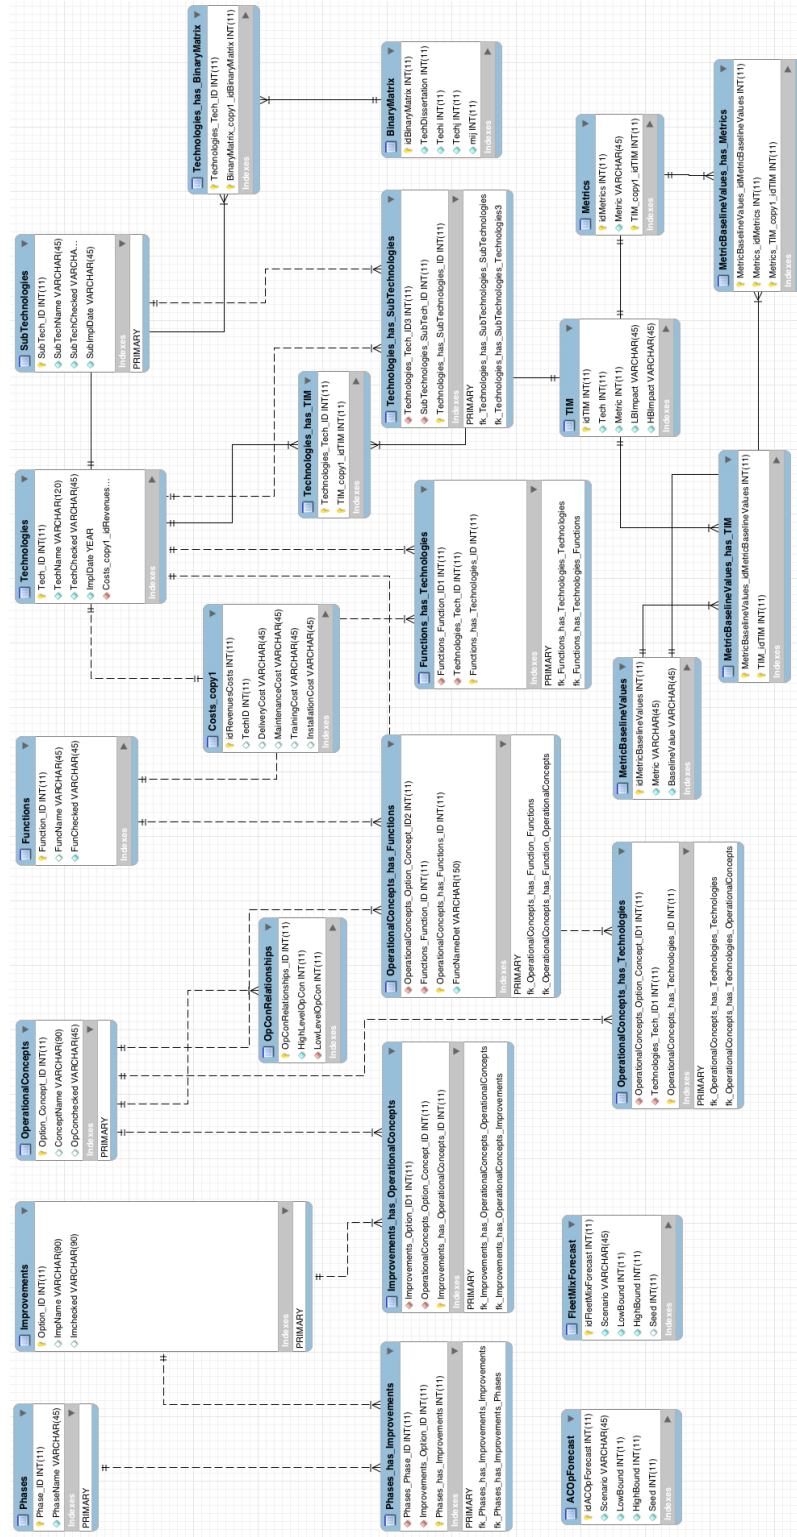 Phases
Phase_ID INT(11)
PhaseName VARCHAR(45)
Indexes
PRIMARY
Improvements
Option_ID INT(11)
ImpName VARCHAR(90)
Imchecked VARCHAR(90)
Indexes
PRIMARY
OperationalConcepts
Option_Concept_ID INT(11)
ConceptName VARCHAR(90)
OpConchecked VARCHAR(45)
Indexes
PRIMARY
Functions
Function_ID INT(11)
FuncName VARCHAR(45)
FunChecked VARCHAR(45)
Indexes
Technologies
Tech_ID INT(11)
TechName VARCHAR(120)
TechChecked VARCHAR(45)
ImplDate YEAR
Costs_copy1_idRevenues...
Indexes
SubTechnologies
SubTech_ID INT(11)
SubTechName VARCHAR(45)
SubTechChecked VARCHA...
SubImplDate VARCHAR(45)
Indexes
PRIMARY
Technologies_has_BinaryMatrix
Technologies_Tech_ID INT(11)
BinaryMatrix_copy1_idBinaryMatrix INT(11)
Indexes
Costs_copy1
idRevenuesCosts INT(11)
TechID INT(11)
DeliveryCost VARCHAR(45)
MaintenanceCost VARCHAR(45)
TrainingCost VARCHAR(45)
InstallationCost VARCHAR(45)
Indexes
OpConRelationships
OpConRelationships_ID INT(11)
HighLevelOpCon INT(11)
LowLevelOpCon INT(11)
Indexes
Technologies_has_TIM
Technologies_Tech_ID INT(11)
TIM_copy1_idTIM INT(11)
Indexes
Phases_has_Improvements
Phases_Phase_ID INT(11)
Improvements_Option_ID INT(11)
Phases_has_Improvements INT(11)
Indexes
PRIMARY
fk_Phases_has_Improvements_Improvements
fk_Phases_has_Improvements_Phases
Improvements_has_OperationalConcepts
Improvements_Option_ID1 INT(11)
OperationalConcepts_Option_Concept_ID INT(11)
Improvements_has_OperationalConcepts_ID INT(11)
Indexes
PRIMARY
fk_Improvements_has_OperationalConcepts_OperationalConcepts
fk_Improvements_has_OperationalConcepts_Improvements
OperationalConcepts_has_Functions
OperationalConcepts_Option_Concept_ID2 INT(11)
Functions_Function_ID INT(11)
OperationalConcepts_has_Functions_ID INT(11)
FuncNameDet VARCHAR(150)
Indexes
PRIMARY
fk_OperationalConcepts_has_Function_Functions
fk_OperationalConcepts_has_Function_OperationalConcepts
Functions_has_Technologies
Functions_Function_ID1 INT(11)
Technologies_Tech_ID INT(11)
Functions_has_Technologies_ID INT(11)
Indexes
PRIMARY
fk_Functions_has_Technologies_Technologies
fk_Functions_has_Technologies_Functions
Technologies_has_SubTechnologies
Technologies_Tech_ID3 INT(11)
SubTechnologies_SubTech_ID INT(11)
Technologies_has_SubTechnologies_ID INT(11)
Indexes
PRIMARY
fk_Technologies_has_SubTechnologies_SubTechnologies
fk_Technologies_has_SubTechnologies_Technologies3
BinaryMatrix
idBinaryMatrix INT(11)
TechDissertation INT(11)
Techi INT(11)
Techj INT(11)
mij INT(11)
Indexes
ACOpForecast
idACOpForecast INT(11)
Scenario VARCHAR(45)
LowBound INT(11)
HighBound INT(11)
Seed INT(11)
Indexes
FleetMixForecast
idFleetMixForecast INT(11)
Scenario VARCHAR(45)
LowBound INT(11)
HighBound INT(11)
Seed INT(11)
Indexes
OperationalConcepts_has_Technologies
OperationalConcepts_Option_Concept_ID1 INT(11)
Technologies_Tech_ID1 INT(11)
OperationalConcepts_has_Technologies_ID INT(11)
Indexes
PRIMARY
fk_OperationalConcepts_has_Technologies_Technologies
fk_OperationalConcepts_has_Technologies_OperationalConcepts
MetricBaselineValues
idMetricBaselineValues INT(11)
Metric VARCHAR(45)
BaselineValue VARCHAR(45)
Indexes
MetricBaselineValues_has_TIM
MetricBaselineValues_idMetricBaselineValues INT(11)
TIM_idTIM INT(11)
Indexes
TIM
idTIM INT(11)
Tech INT(11)
Metric INT(11)
LBImpact VARCHAR(45)
HBImpact VARCHAR(45)
Indexes
Metrics
idMetrics INT(11)
Metric VARCHAR(45)
TIM_copy1_idTIM INT(11)
Indexes
MetricBaselineValues_has_Metrics
MetricBaselineValues_idMetricBaselineValues INT(11)
Metrics_idMetrics INT(11)
Metrics_TIM_copy1_idTIM INT(11)
Indexes